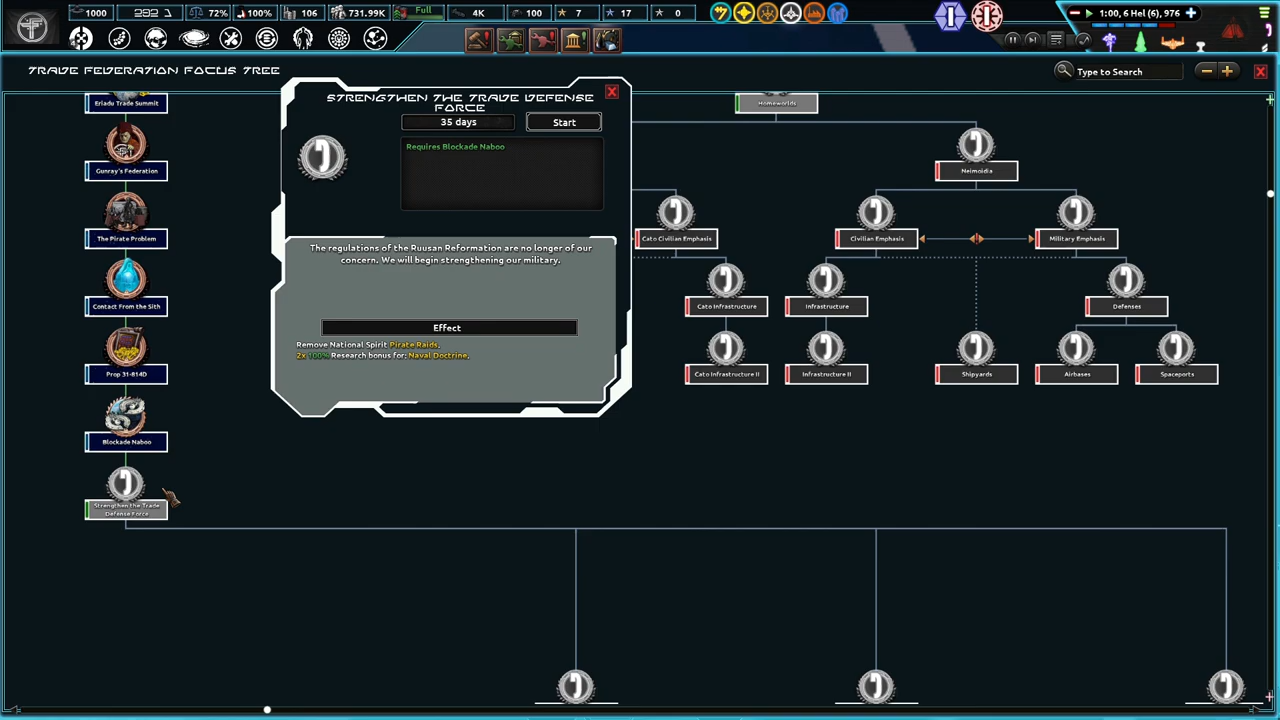 1000
292
72%
100%
106
731.99K
Full
4K
100
7
17
0
1:00, 6 Hel (6), 976
TRADE FEDERATION FOCUS TREE
Type to Search
Eriadu Trade Summit
Gunray's Federation
The Pirate Problem
Contact From the Sith
Prop 31-814D
Blockade Naboo
Strengthen the Trade
Defense Force
STRENGTHEN THE TRADE DEFENSE
FORCE
35 days
Start
Requires Blockade Naboo
The regulations of the Ruusan Reformation are no longer of our
concern. We will begin strengthening our military.
Effect
Remove National Spirit Pirate Raids.
2x 100% Research bonus for: Naval Doctrine.
Homeworlds
Neimoidia
Cato Civilian Emphasis
Civilian Emphasis
Military Emphasis
Cato Infrastructure
Infrastructure
Defenses
Cato Infrastructure II
Infrastructure II
Shipyards
Airbases
Spaceports